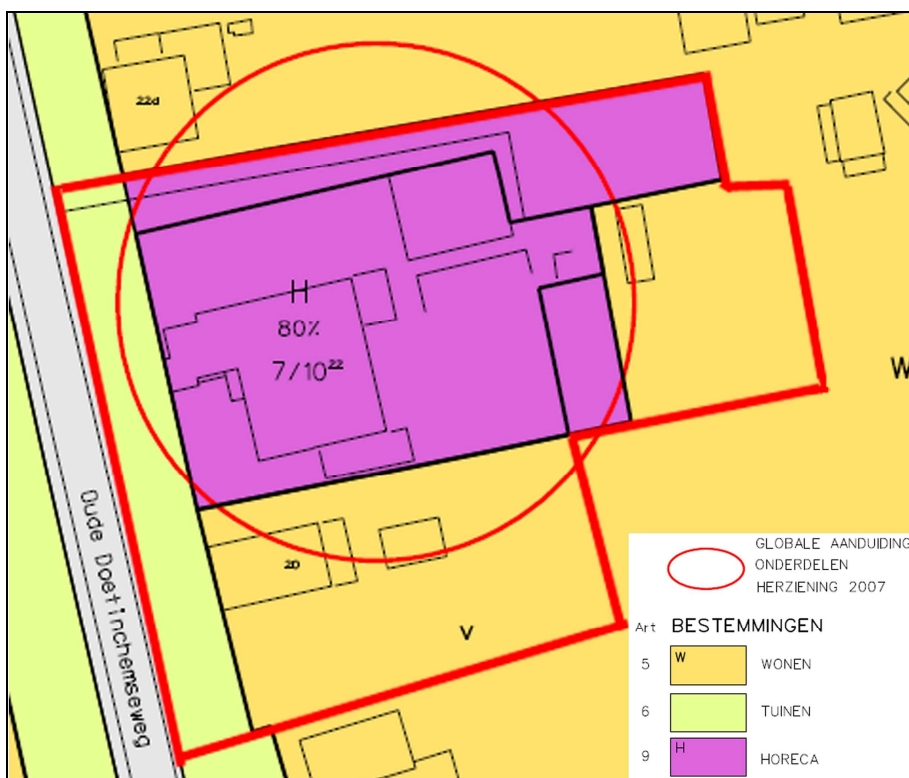 22d
H
80%
7/10²²
W
20
V
Oude Doetinchemseweg
GLOBALE AANDUIDING
ONDERDELEN
HERZIENING 2007
Art BESTEMMINGEN
5 W WONEN
6 TUINEN
9 H HORECA